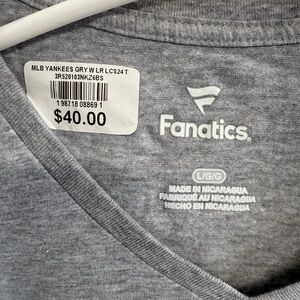 MLB YANKEES GRY W LR LCS24 T
3RS20103NKZ6BS
1 98718 08869 1
$40.00
Fanatics
L/G/G
MADE IN NICARAGUA
FABRIQUÉ AU NICARAGUA
HECHO EN NICARAGUA